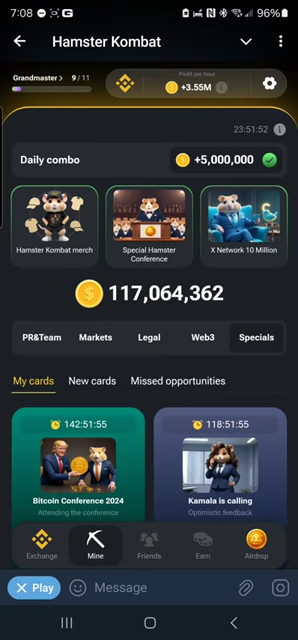 7:08
96%
Hamster Kombat
Grandmaster > 9 / 11
Profit per hour
+3.55M
23:51:52
Daily combo
+5,000,000
Hamster Kombat merch
Special Hamster
Conference
X Network 10 Million
117,064,362
PR&Team
Markets
Legal
Web3
Specials
My cards
New cards
Missed opportunities
142:51:55
118:51:55
Bitcoin Conference 2024
Kamala is calling
Attending the conference
Optimistic feedback
Exchange
Mine
Friends
Earn
Airdrop
× Play
Message